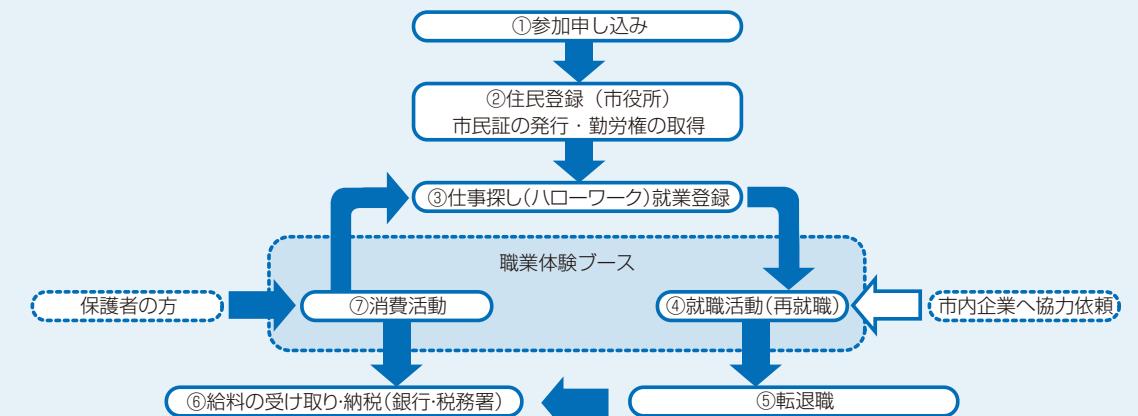 ①参加申し込み
②住民登録（市役所）
市民証の発行・勤労権の取得
③仕事探し(ハローワーク)就業登録
職業体験ブース
保護者の方
⑦消費活動
④就職活動(再就職)
市内企業へ協力依頼
⑥給料の受け取り・納税(銀行・税務署)
⑤転退職